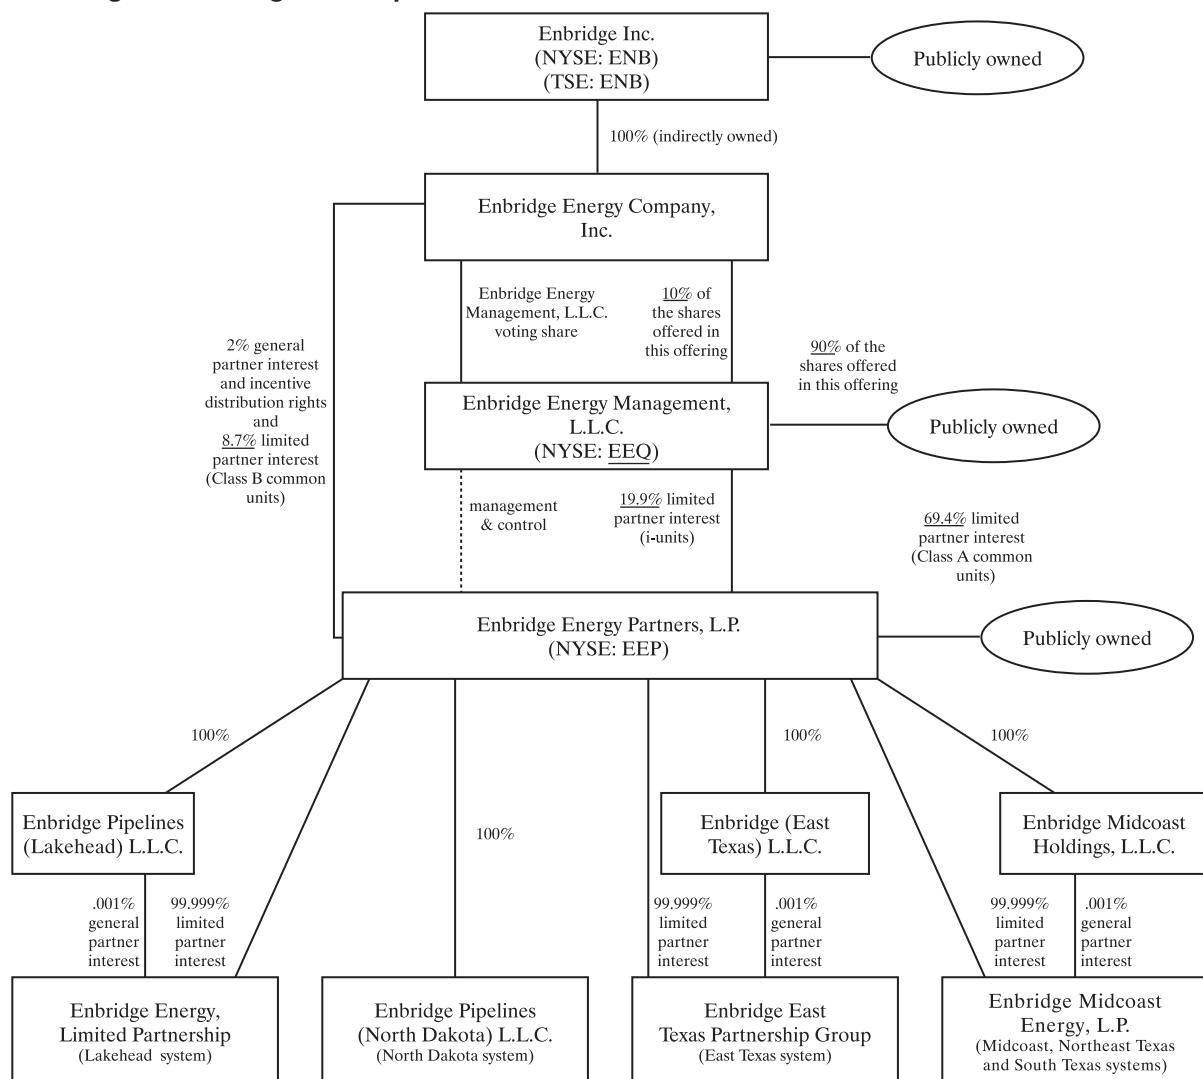 Enbridge Inc.
(NYSE: ENB)
(TSE: ENB)
Publicly owned
100% (indirectly owned)
Enbridge Energy Company,
Inc.
Enbridge Energy
Management, L.L.C.
voting share
10% of
the shares
offered in
this offering
90% of the
shares offered
in this offering
2% general
partner interest
and incentive
distribution rights
and
8.7% limited
partner interest
(Class B common
units)
Enbridge Energy Management,
L.L.C.
(NYSE: EEQ)
Publicly owned
management
& control
19.9% limited
partner interest
(i-units)
69.4% limited
partner interest
(Class A common
units)
Enbridge Energy Partners, L.P.
(NYSE: EEP)
Publicly owned
100%
100%
100%
100%
Enbridge Pipelines
(Lakehead) L.L.C.
Enbridge (East
Texas) L.L.C.
Enbridge Midcoast
Holdings, L.L.C.
.001%
general
partner
interest
99.999%
limited
partner
interest
99.999%
limited
partner
interest
.001%
general
partner
interest
99.999%
limited
partner
interest
.001%
general
partner
interest
Enbridge Energy,
Limited Partnership
(Lakehead system)
Enbridge Pipelines
(North Dakota) L.L.C.
(North Dakota system)
Enbridge East
Texas Partnership Group
(East Texas system)
Enbridge Midcoast
Energy, L.P.
(Midcoast, Northeast Texas
and South Texas systems)